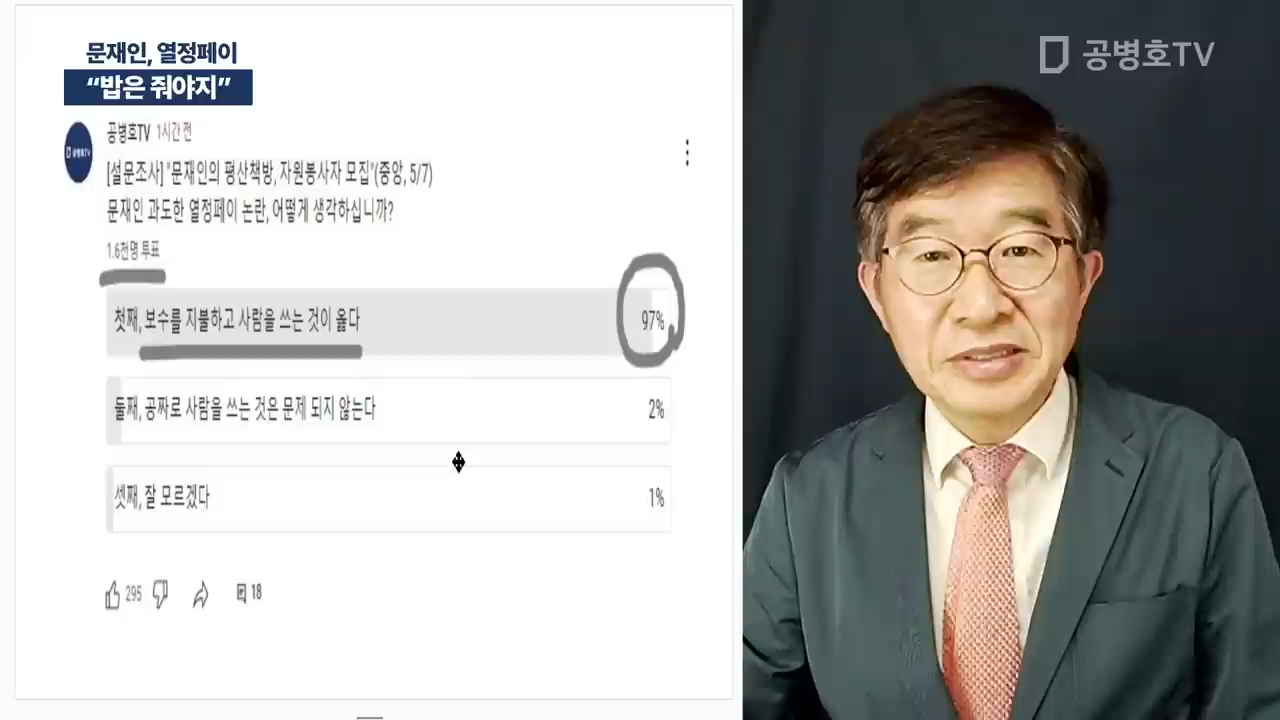 문재인, 열정페이
“밥은 줘야지”
공병호TV
공병호TV 1시간 전
공병호TV
[설문조사] "문재인의 평산책방, 자원봉사자 모집"(중앙, 5/7)
문재인 과도한 열정페이 논란, 어떻게 생각하십니까?
1.6천명 투표
첫째, 보수를 지불하고 사람을 쓰는 것이 옳다 97%
둘째, 공짜로 사람을 쓰는 것은 문제 되지 않는다 2%
셋째, 잘 모르겠다 1%
295 18